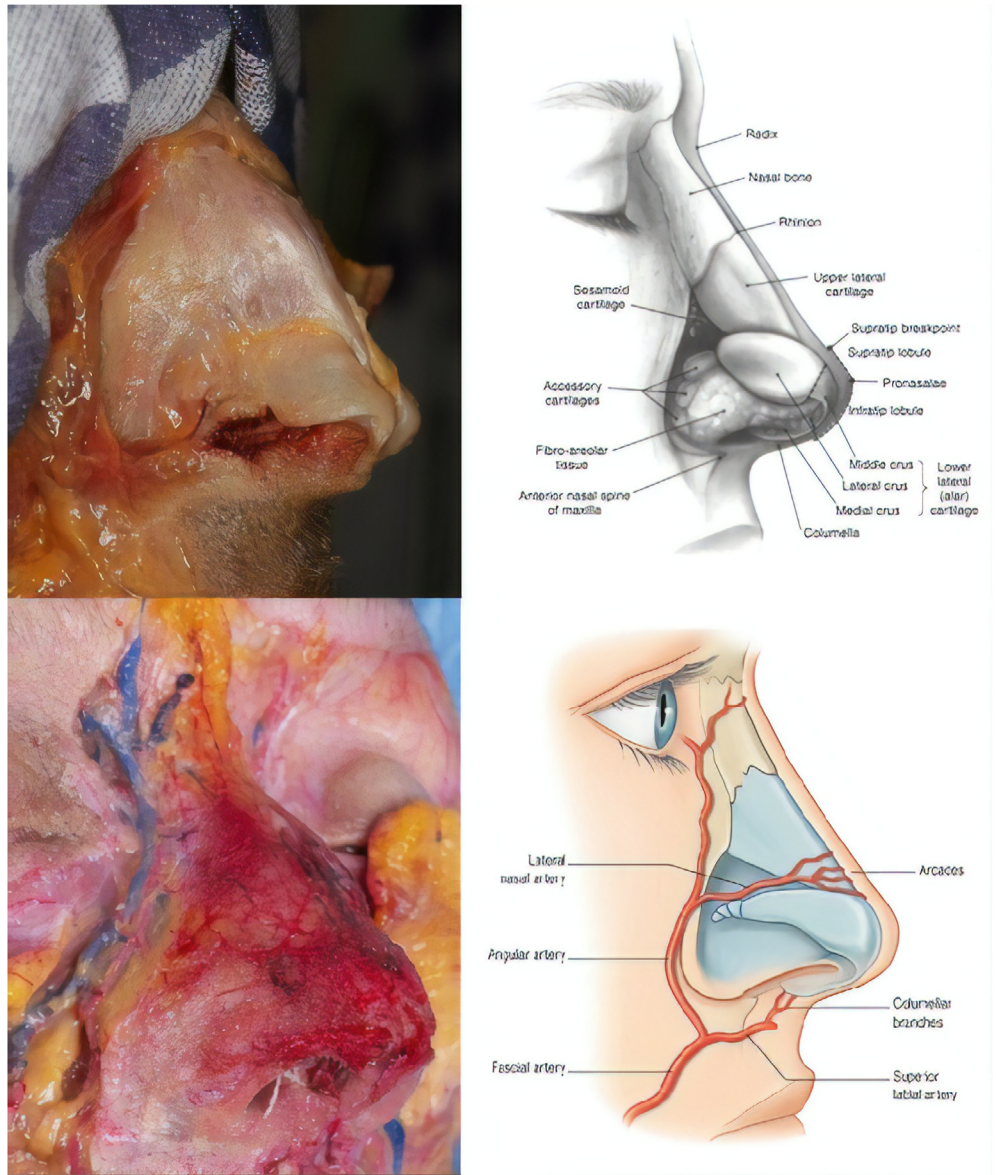 Radix
Nasal bone
Rhinion
Upper lateral
cartilage
Sesamoid
cartilage
Supratip breakpoint
Supratip lobule
Pronasalae
Accessory
cartilages
Infratip lobule
Fibro-areolar
tissue
Middle crus
Lateral crus
Medial crus
Lower
lateral
(alar)
cartilage
Anterior nasal spine
of maxilla
Columella
Lateral
nasal artery
Arcades
Angular artery
Columellar
branches
Fascial artery
Superior
labial artery